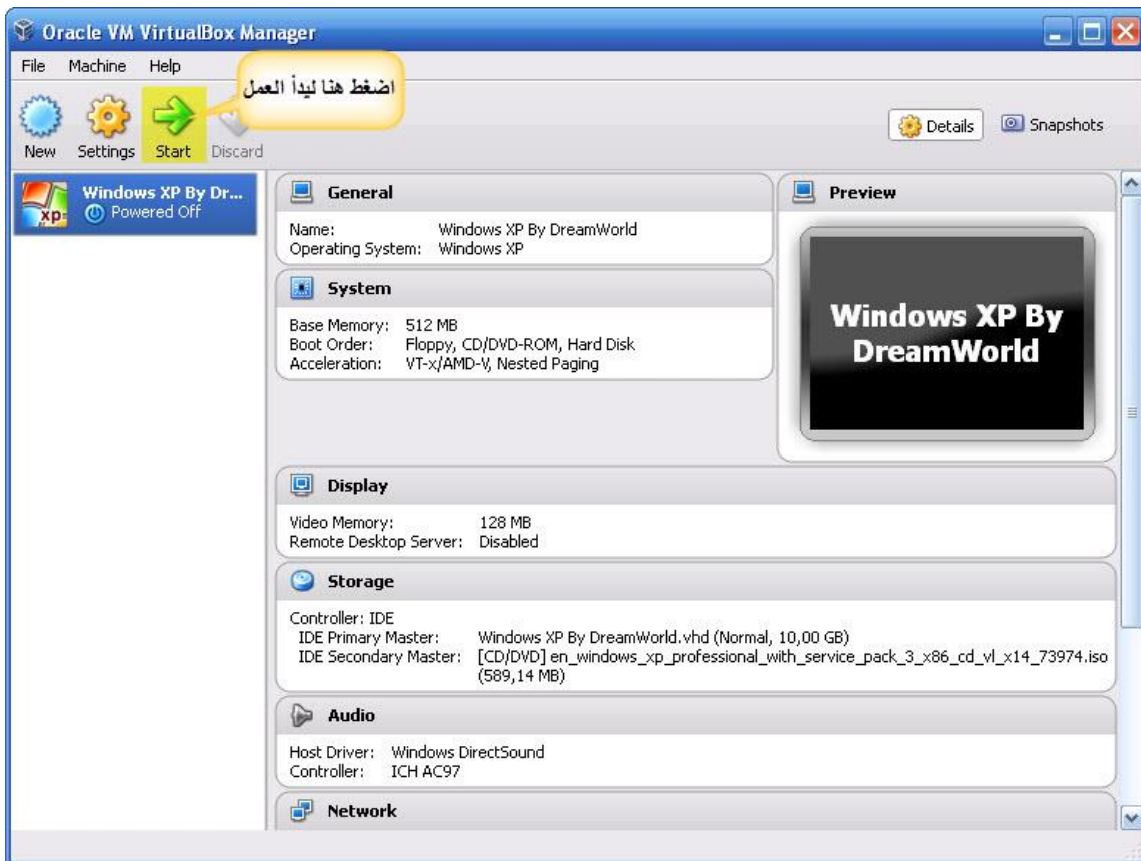 Oracle VM VirtualBox Manager
File Machine Help
اضغط هنا ليدأ العمل
New Settings Start Discard
Details Snapshots
Windows XP By Dr...
Powered Off
xp
General
Name: Windows XP By DreamWorld
Operating System: Windows XP
System
Base Memory: 512 MB
Boot Order: Floppy, CD/DVD-ROM, Hard Disk
Acceleration: VT-x/AMD-V, Nested Paging
Preview
Windows XP By
DreamWorld
Display
Video Memory: 128 MB
Remote Desktop Server: Disabled
Storage
Controller: IDE
IDE Primary Master: Windows XP By DreamWorld.vhd (Normal, 10,00 GB)
IDE Secondary Master: [CD/DVD] en_windows_xp_professional_with_service_pack_3_x86_cd_vl_x14_73974.iso
(589,14 MB)
Audio
Host Driver: Windows DirectSound
Controller: ICH AC97
Network